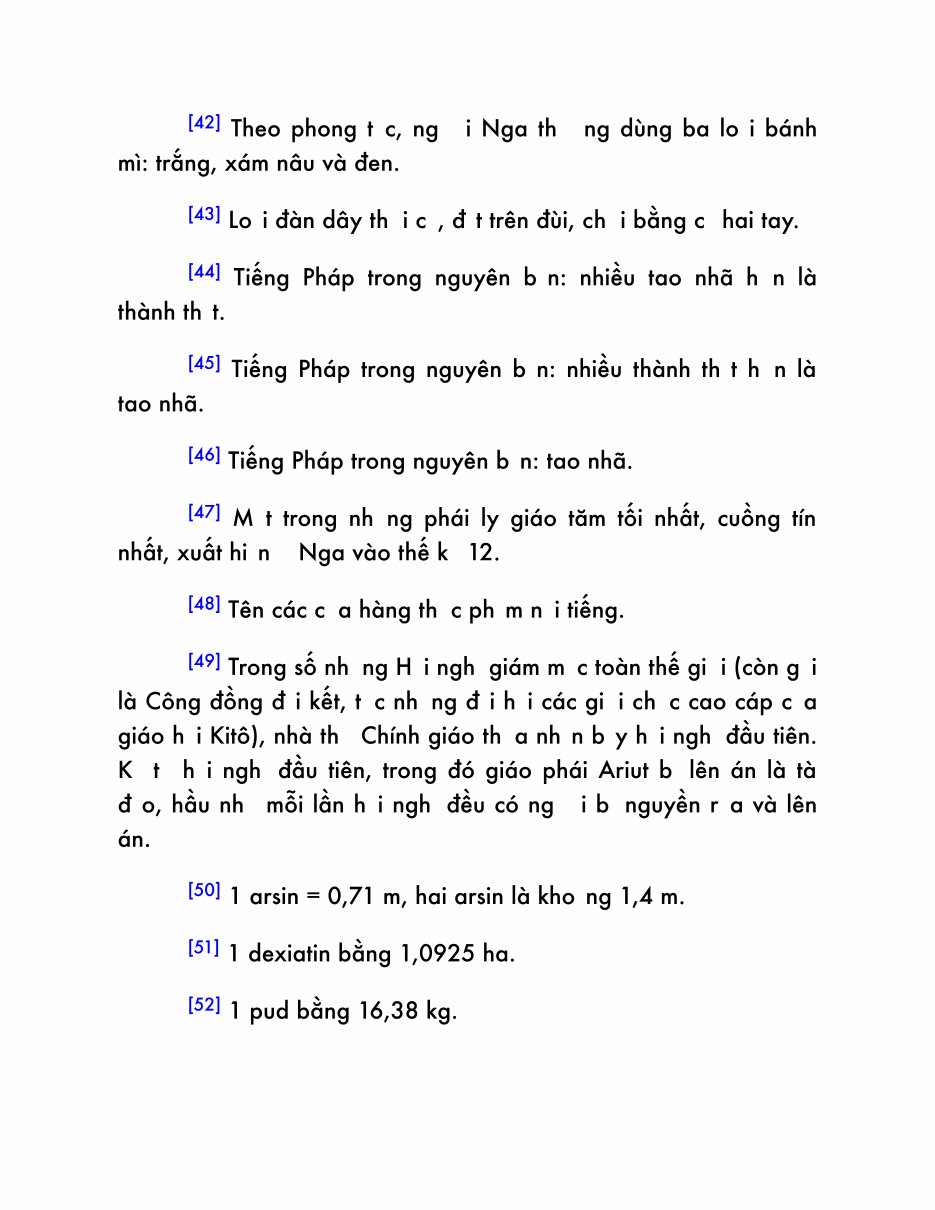 [42] Theo phong t c, ng i Nga th ng dùng ba lo i bánh
mì: trắng, xám nâu và đen.
[43] Lo i đàn dây th i c , đ t trên đùi, ch i bằng c hai tay.
[44] Tiếng Pháp trong nguyên b n: nhiều tao nhã h n là
thành th t.
[45] Tiếng Pháp trong nguyên b n: nhiều thành th t h n là
tao nhã.
[46] Tiếng Pháp trong nguyên b n: tao nhã.
[47] M t trong nh ng phái ly giáo tăm tối nhất, cuồng tín
nhất, xuất hi n Nga vào thế k 12.
[48] Tên các c a hàng th c ph m n i tiếng.
[49] Trong số nh ng H i ngh giám m c toàn thế gi i (còn g i
là Công đồng đ i kết, t c nh ng đ i h i các gi i ch c cao cáp c a
giáo h i Kitô), nhà th Chính giáo th a nh n b y h i ngh đầu tiên.
K t h i ngh đầu tiên, trong đó giáo phái Ariut b lên án là tà
đ o, hầu nh mỗi lần h i ngh đều có ng i b nguyền r a và lên
án.
[50] 1 arsin = 0,71 m, hai arsin là kho ng 1,4 m.
[51] 1 dexiatin bằng 1,0925 ha.
[52] 1 pud bằng 16,38 kg.